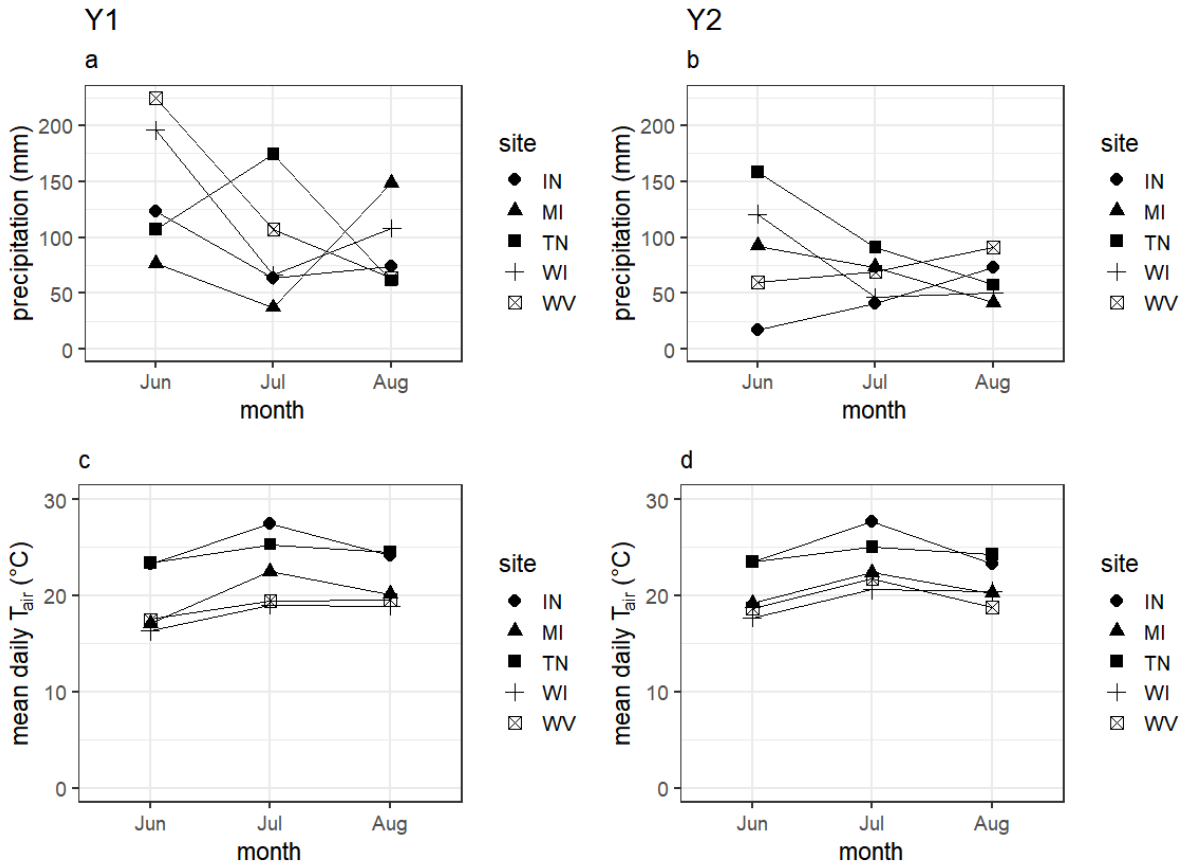 Y1
Y2
a
precipitation (mm)
200
150
100
50
0
Jun Jul Aug
month
site
IN
MI
TN
WI
WV
b
precipitation (mm)
200
150
100
50
0
Jun Jul Aug
month
site
IN
MI
TN
WI
WV
c
mean daily Tair (°C)
30
20
10
0
Jun Jul Aug
month
site
IN
MI
TN
WI
WV
d
mean daily Tair (°C)
30
20
10
0
Jun Jul Aug
month
site
IN
MI
TN
WI
WV